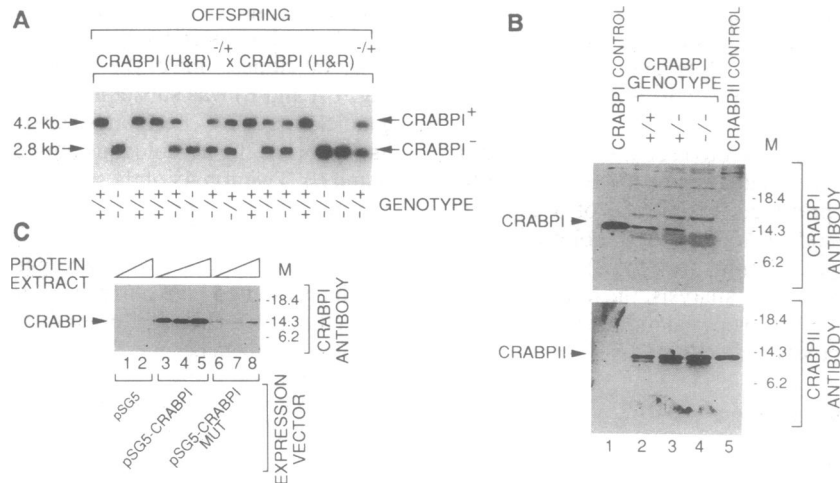 A
OFFSPRING
CRABPI (H&R) -/+ x CRABPI (H&R) -/+
4.2 kb
CRABPI+
2.8 kb
CRABPI-
+/+ -/- +/+ +/+ +/- -/- +/- +/- +/+ +/- +/- +/+ -/- -/- +/-
GENOTYPE
B
CRABPI CONTROL
CRABPI
GENOTYPE
+/+
+/-
-/-
CRABPII CONTROL
M
CRABPI
18.4
14.3
6.2
CRABPI
ANTIBODY
CRABPII
18.4
14.3
6.2
CRABPII
ANTIBODY
1 2 3 4 5
C
PROTEIN
EXTRACT
M
CRABPI
-18.4
-14.3
- 6.2
CRABPI
ANTIBODY
1 2 3 4 5 6 7 8
pSG5
pSG5-CRABPI
pSG5-CRABPI
MUT
EXPRESSION
VECTOR